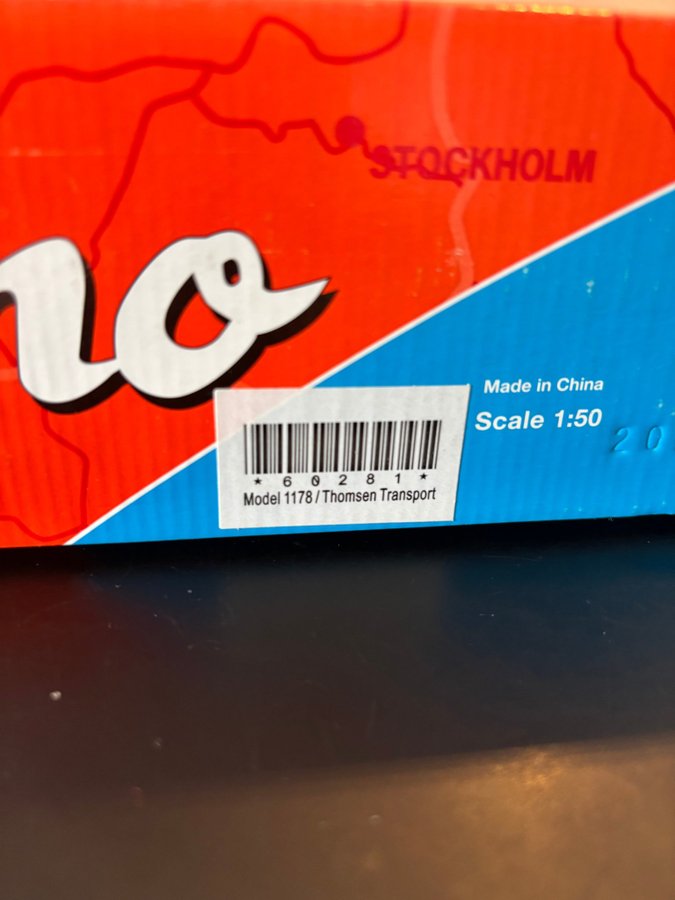 STOCKHOLM
no
Made in China
Scale 1:50
20
* 6 0 2 8 1 *
Model 1178 / Thomsen Transport